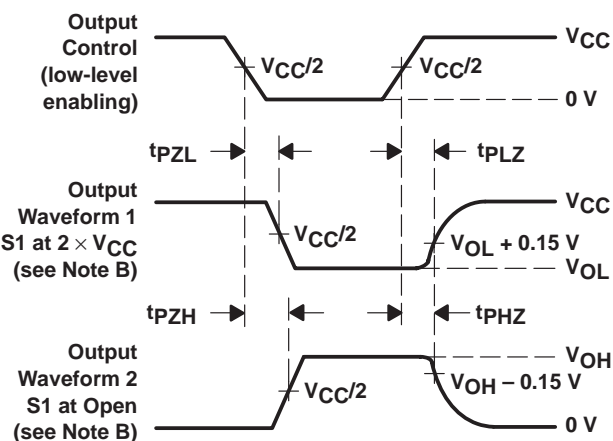 Output
Control
(low-level
enabling)
VCC
VCC/2
VCC/2
0 V
tPZL
tPLZ
Output
Waveform 1
S1 at 2 × VCC
(see Note B)
VCC
VCC/2
VOL + 0.15 V
VOL
tPZH
tPHZ
Output
Waveform 2
S1 at Open
(see Note B)
VOH
VCC/2
VOH − 0.15 V
0 V